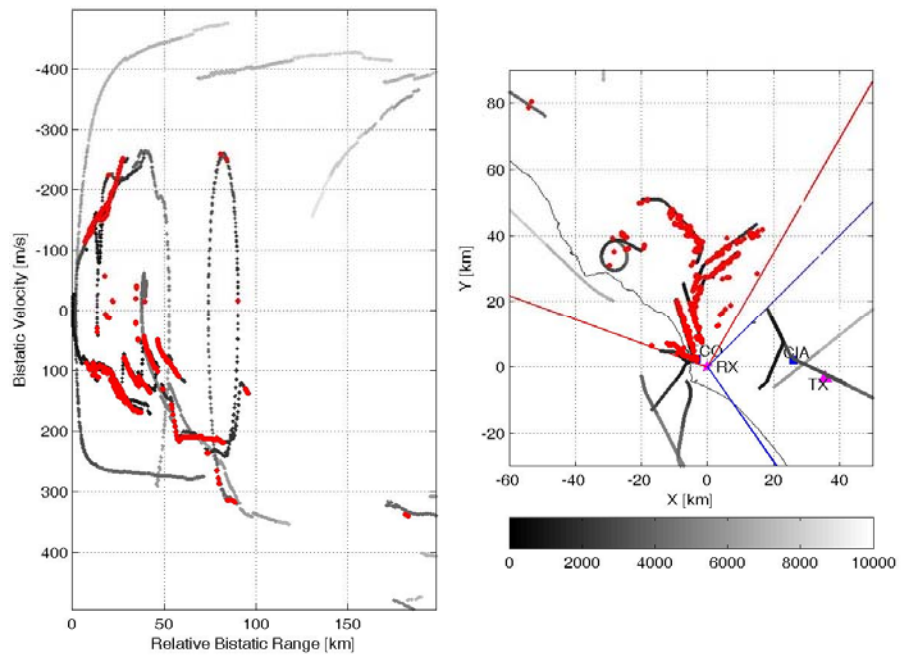 -400
-300
-200
-100
0
100
200
300
400
0 50 100 150
Bistatic Velocity [m/s]
Relative Bistatic Range [km]
80
60
40
20
0
-20
-60 -40 -20 0 20 40
Y [km]
X [km]
CO
RX
CIA
TX
0 2000 4000 6000 8000 10000